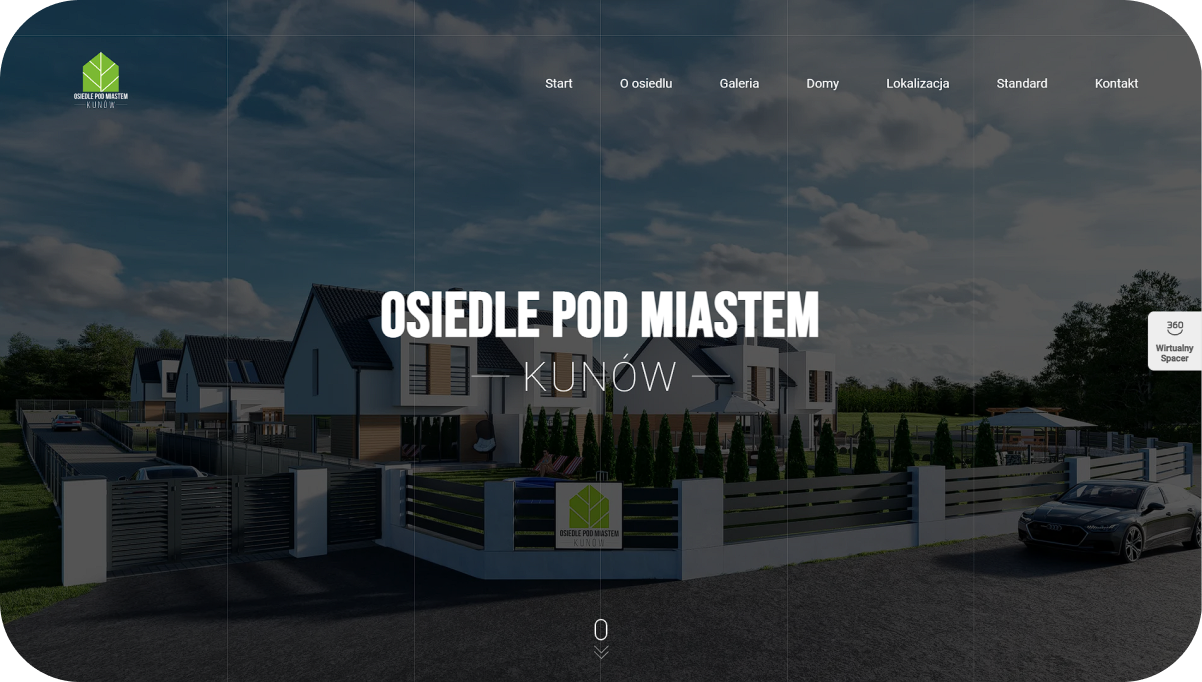 OSIEDLE POD MIASTEM
KUNÓW
Start
O osiedlu
Galeria
Domy
Lokalizacja
Standard
Kontakt
OSIEDLE POD MIASTEM
KUNÓW
360
Wirtualny
Spacer
OSIEDLE POD MIASTEM
KUNÓW